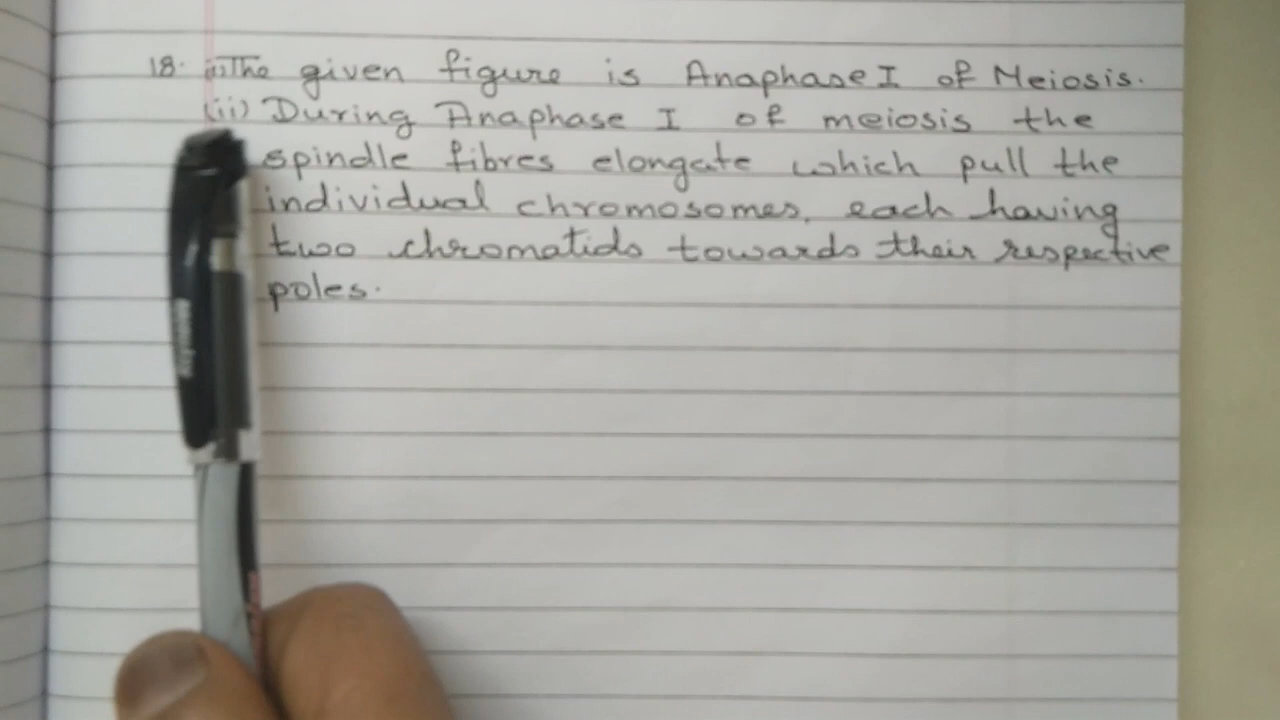 18. (i) The given figure is Anaphase I of Meiosis.
(ii) During Anaphase I of meiosis the
spindle fibres elongate which pull the
individual chromosomes, each having
two chromatids towards their respective
poles.